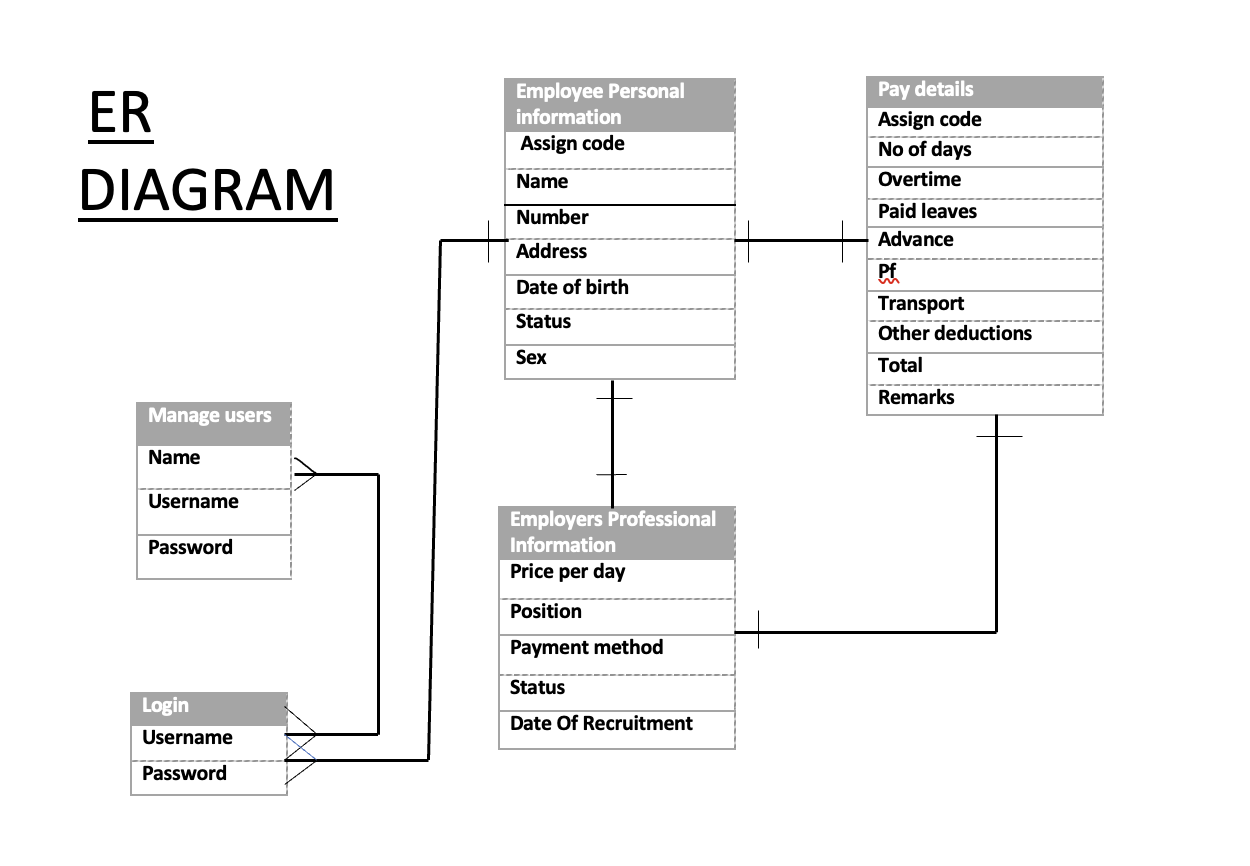 ER
DIAGRAM
Employee Personal
information
Assign code
Name
Number
Address
Date of birth
Status
Sex
Pay details
Assign code
No of days
Overtime
Paid leaves
Advance
Pf
Transport
Other deductions
Total
Remarks
Manage users
Name
Username
Password
Employers Professional
Information
Price per day
Position
Payment method
Status
Date Of Recruitment
Login
Username
Password